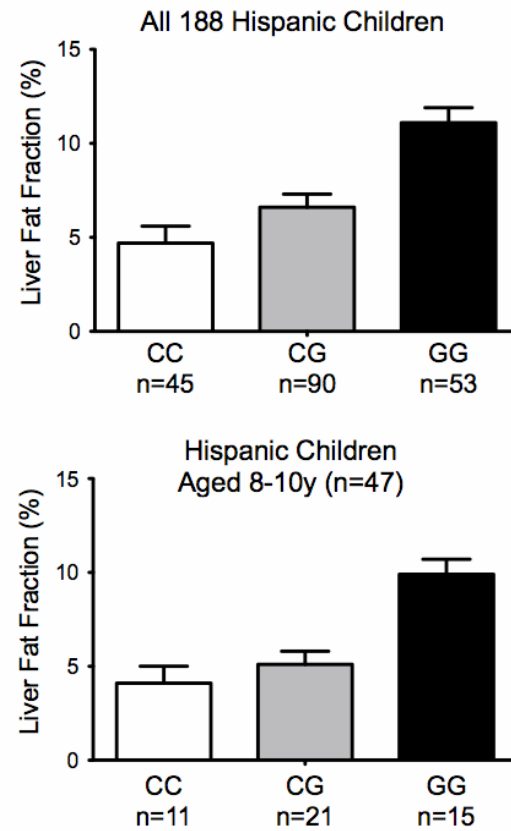 All 188 Hispanic Children
Liver Fat Fraction (%)
15
10
5
0
CC CG GG
n=45 n=90 n=53
Hispanic Children
Aged 8-10y (n=47)
Liver Fat Fraction (%)
15
10
5
0
CC CG GG
n=11 n=21 n=15